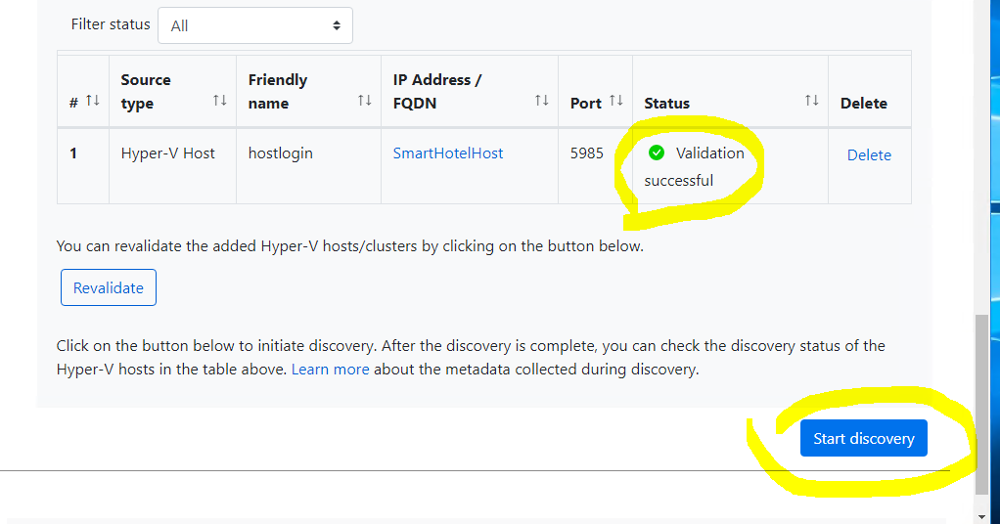 Filter status All
# Source type Friendly name IP Address / FQDN Port Status Delete
1 Hyper-V Host hostlogin SmartHotelHost 5985 Validation successful Delete
You can revalidate the added Hyper-V hosts/clusters by clicking on the button below.
Revalidate
Click on the button below to initiate discovery. After the discovery is complete, you can check the discovery status of the
Hyper-V hosts in the table above. Learn more about the metadata collected during discovery.
Start discovery